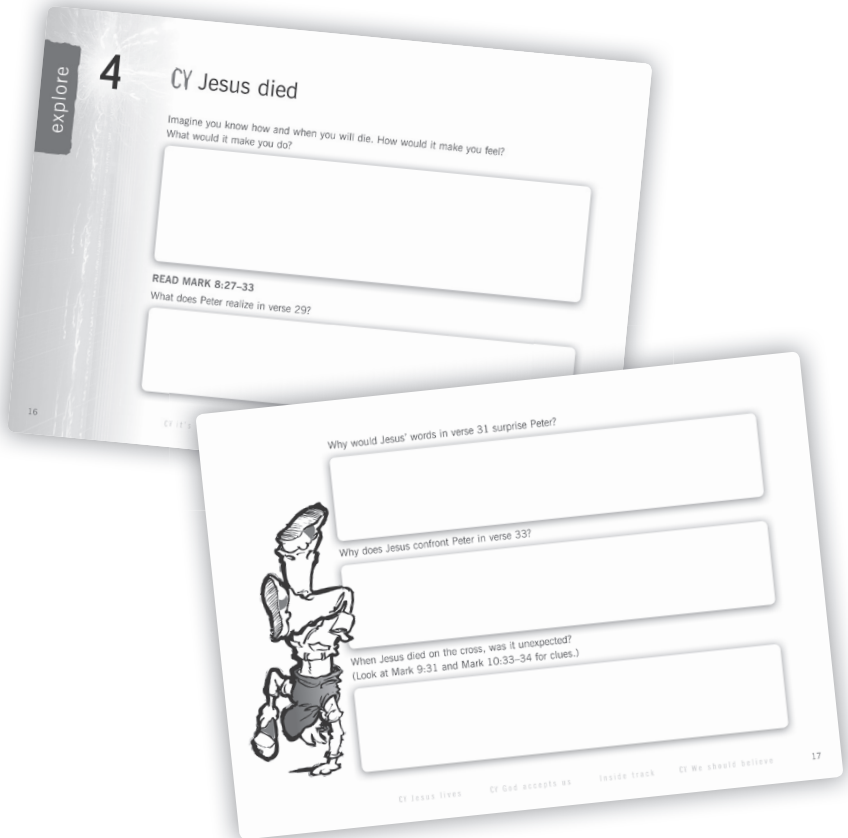 explore
4
CY Jesus died
Imagine you know how and when you will die. How would it make you feel?
What would it make you do?
READ MARK 8:27–33
What does Peter realize in verse 29?
16
CY it's
Why would Jesus' words in verse 31 surprise Peter?
Why does Jesus confront Peter in verse 33?
When Jesus died on the cross, was it unexpected?
(Look at Mark 9:31 and Mark 10:33–34 for clues.)
CY Jesus lives CY God accepts us inside track CY We should believe
17